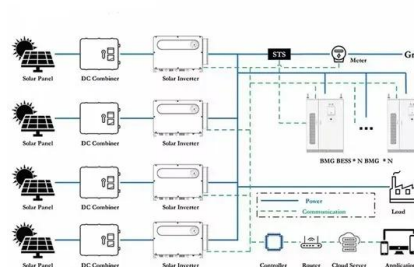 STS
Meter
Solar Panel DC Combiner Solar Inverter
Solar Panel DC Combiner Solar Inverter
BMG BESS * N BMG * N
Solar Panel DC Combiner Solar Inverter
Power
Communication
Load
Solar Panel DC Combiner Solar Inverter
Controller Router Cloud Server